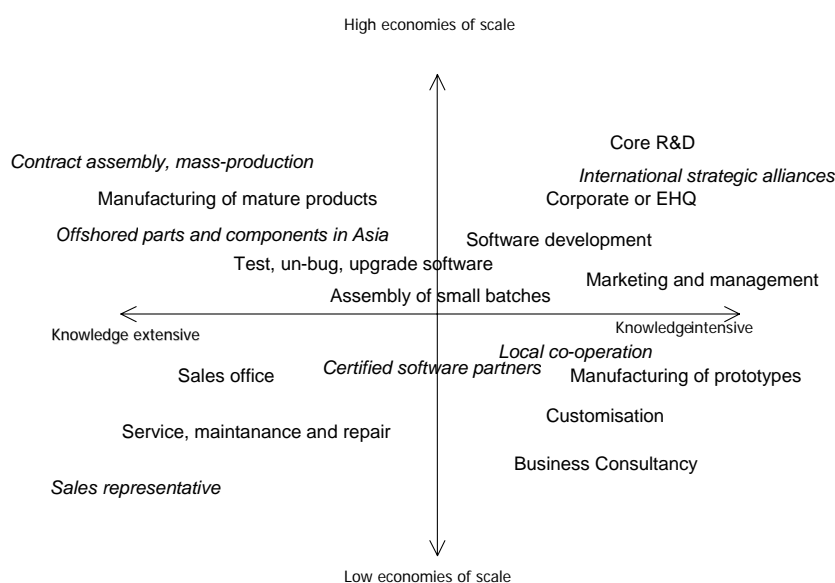 High economies of scale
Core R&D
Contract assembly, mass-production
International strategic alliances
Manufacturing of mature products
Corporate or EHQ
Offshored parts and components in Asia
Software development
Test, un-bug, upgrade software
Marketing and management
Assembly of small batches
Knowledge extensive
Knowledgeintensive
Local co-operation
Certified software partners
Sales office
Manufacturing of prototypes
Customisation
Service, maintanance and repair
Business Consultancy
Sales representative
Low economies of scale